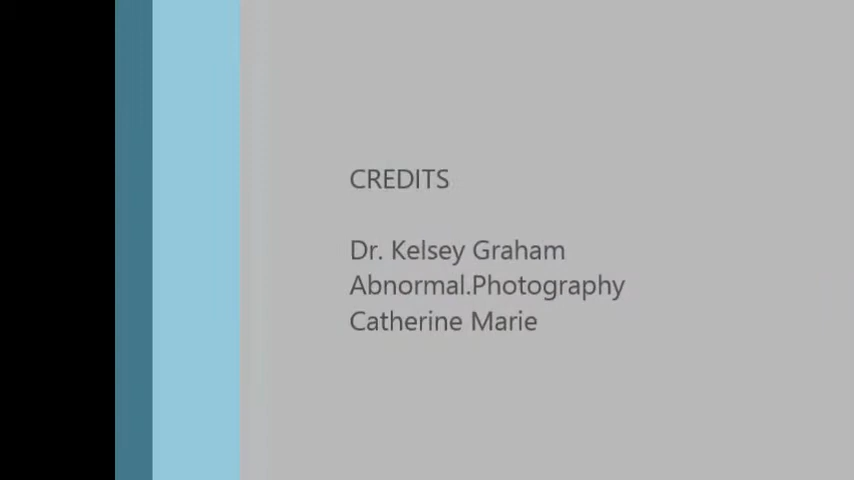 CREDITS
Dr. Kelsey Graham
Abnormal.Photography
Catherine Marie